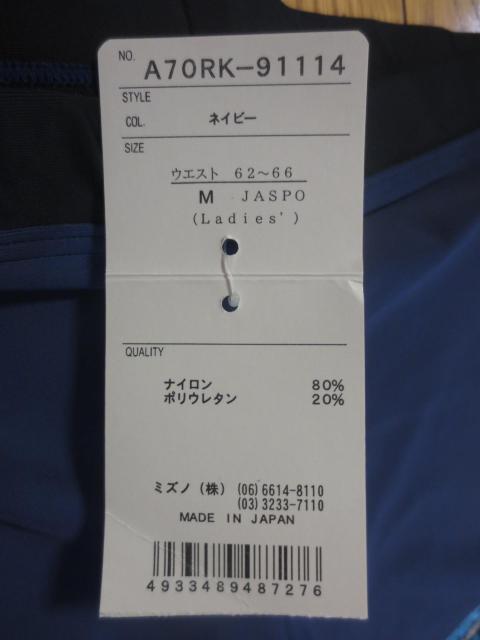 NO. A70RK-91114
STYLE
COL. ネイビー
SIZE
ウエスト 62～66
M JASPO
(Ladies')
QUALITY
ナイロン 80%
ポリウレタン 20%
ミズノ(株) (06)6614-8110
(03)3233-7110
MADE IN JAPAN
4933489487276